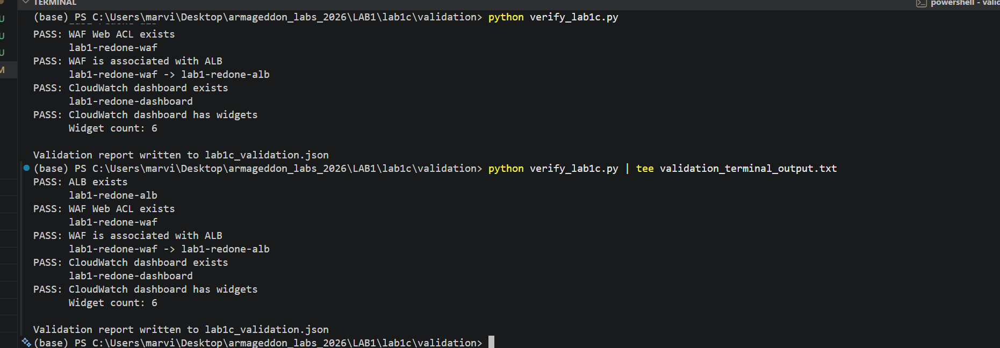 TERMINAL
powershell - valid
(base) PS C:\Users\marvi\Desktop\armageddon_labs_2026\LAB1\lab1c\validation> python verify_lab1c.py
PASS: WAF Web ACL exists
lab1-redone-waf
PASS: WAF is associated with ALB
lab1-redone-waf -> lab1-redone-alb
PASS: CloudWatch dashboard exists
lab1-redone-dashboard
PASS: CloudWatch dashboard has widgets
Widget count: 6
Validation report written to lab1c_validation.json
(base) PS C:\Users\marvi\Desktop\armageddon_labs_2026\LAB1\lab1c\validation> python verify_lab1c.py | tee validation_terminal_output.txt
PASS: ALB exists
lab1-redone-alb
PASS: WAF Web ACL exists
lab1-redone-waf
PASS: WAF is associated with ALB
lab1-redone-waf -> lab1-redone-alb
PASS: CloudWatch dashboard exists
lab1-redone-dashboard
PASS: CloudWatch dashboard has widgets
Widget count: 6
Validation report written to lab1c_validation.json
(base) PS C:\Users\marvi\Desktop\armageddon_labs_2026\LAB1\lab1c\validation>
U
U
U
M